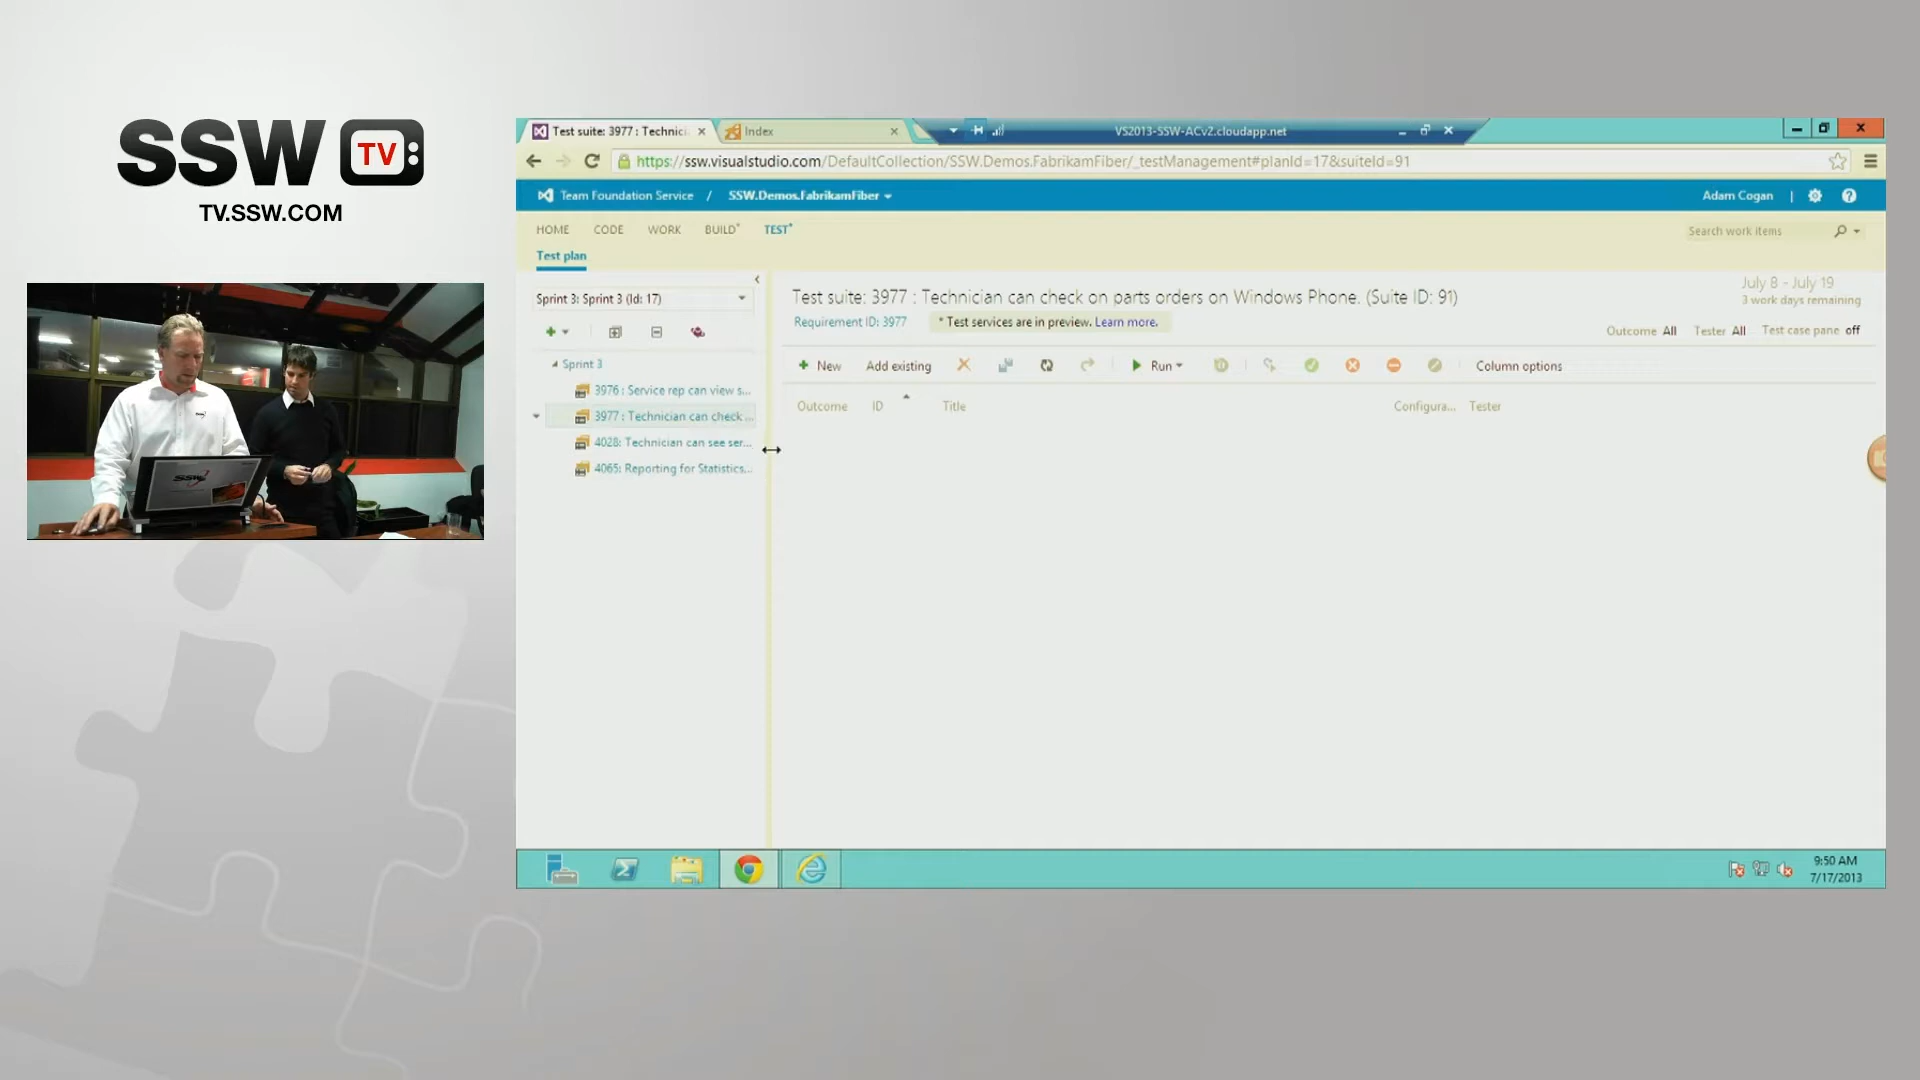 SSW TV
TV.SSW.COM
SSW
Test suite: 3977 : Technici
Index
VS2013-SSW-ACv2.cloudapp.net
https://ssw.visualstudio.com/DefaultCollection/SSW.Demos.FabrikamFiber/_testManagement#planId=17&suiteId=91
Team Foundation Service / SSW.Demos.FabrikamFiber
Adam Cogan |
HOME CODE WORK BUILD* TEST*
Search work items
Test plan
Sprint 3: Sprint 3 (Id: 17)
Sprint 3
3976 : Service rep can view s...
3977 : Technician can check ...
4028: Technician can see ser...
4065: Reporting for Statistics,...
Test suite: 3977 : Technician can check on parts orders on Windows Phone. (Suite ID: 91)
July 8 - July 19
3 work days remaining
Requirement ID: 3977
* Test services are in preview. Learn more.
Outcome All Tester All Test case pane off
New Add existing Run Column options
Outcome ID Title Configura... Tester
9:50 AM
7/17/2013